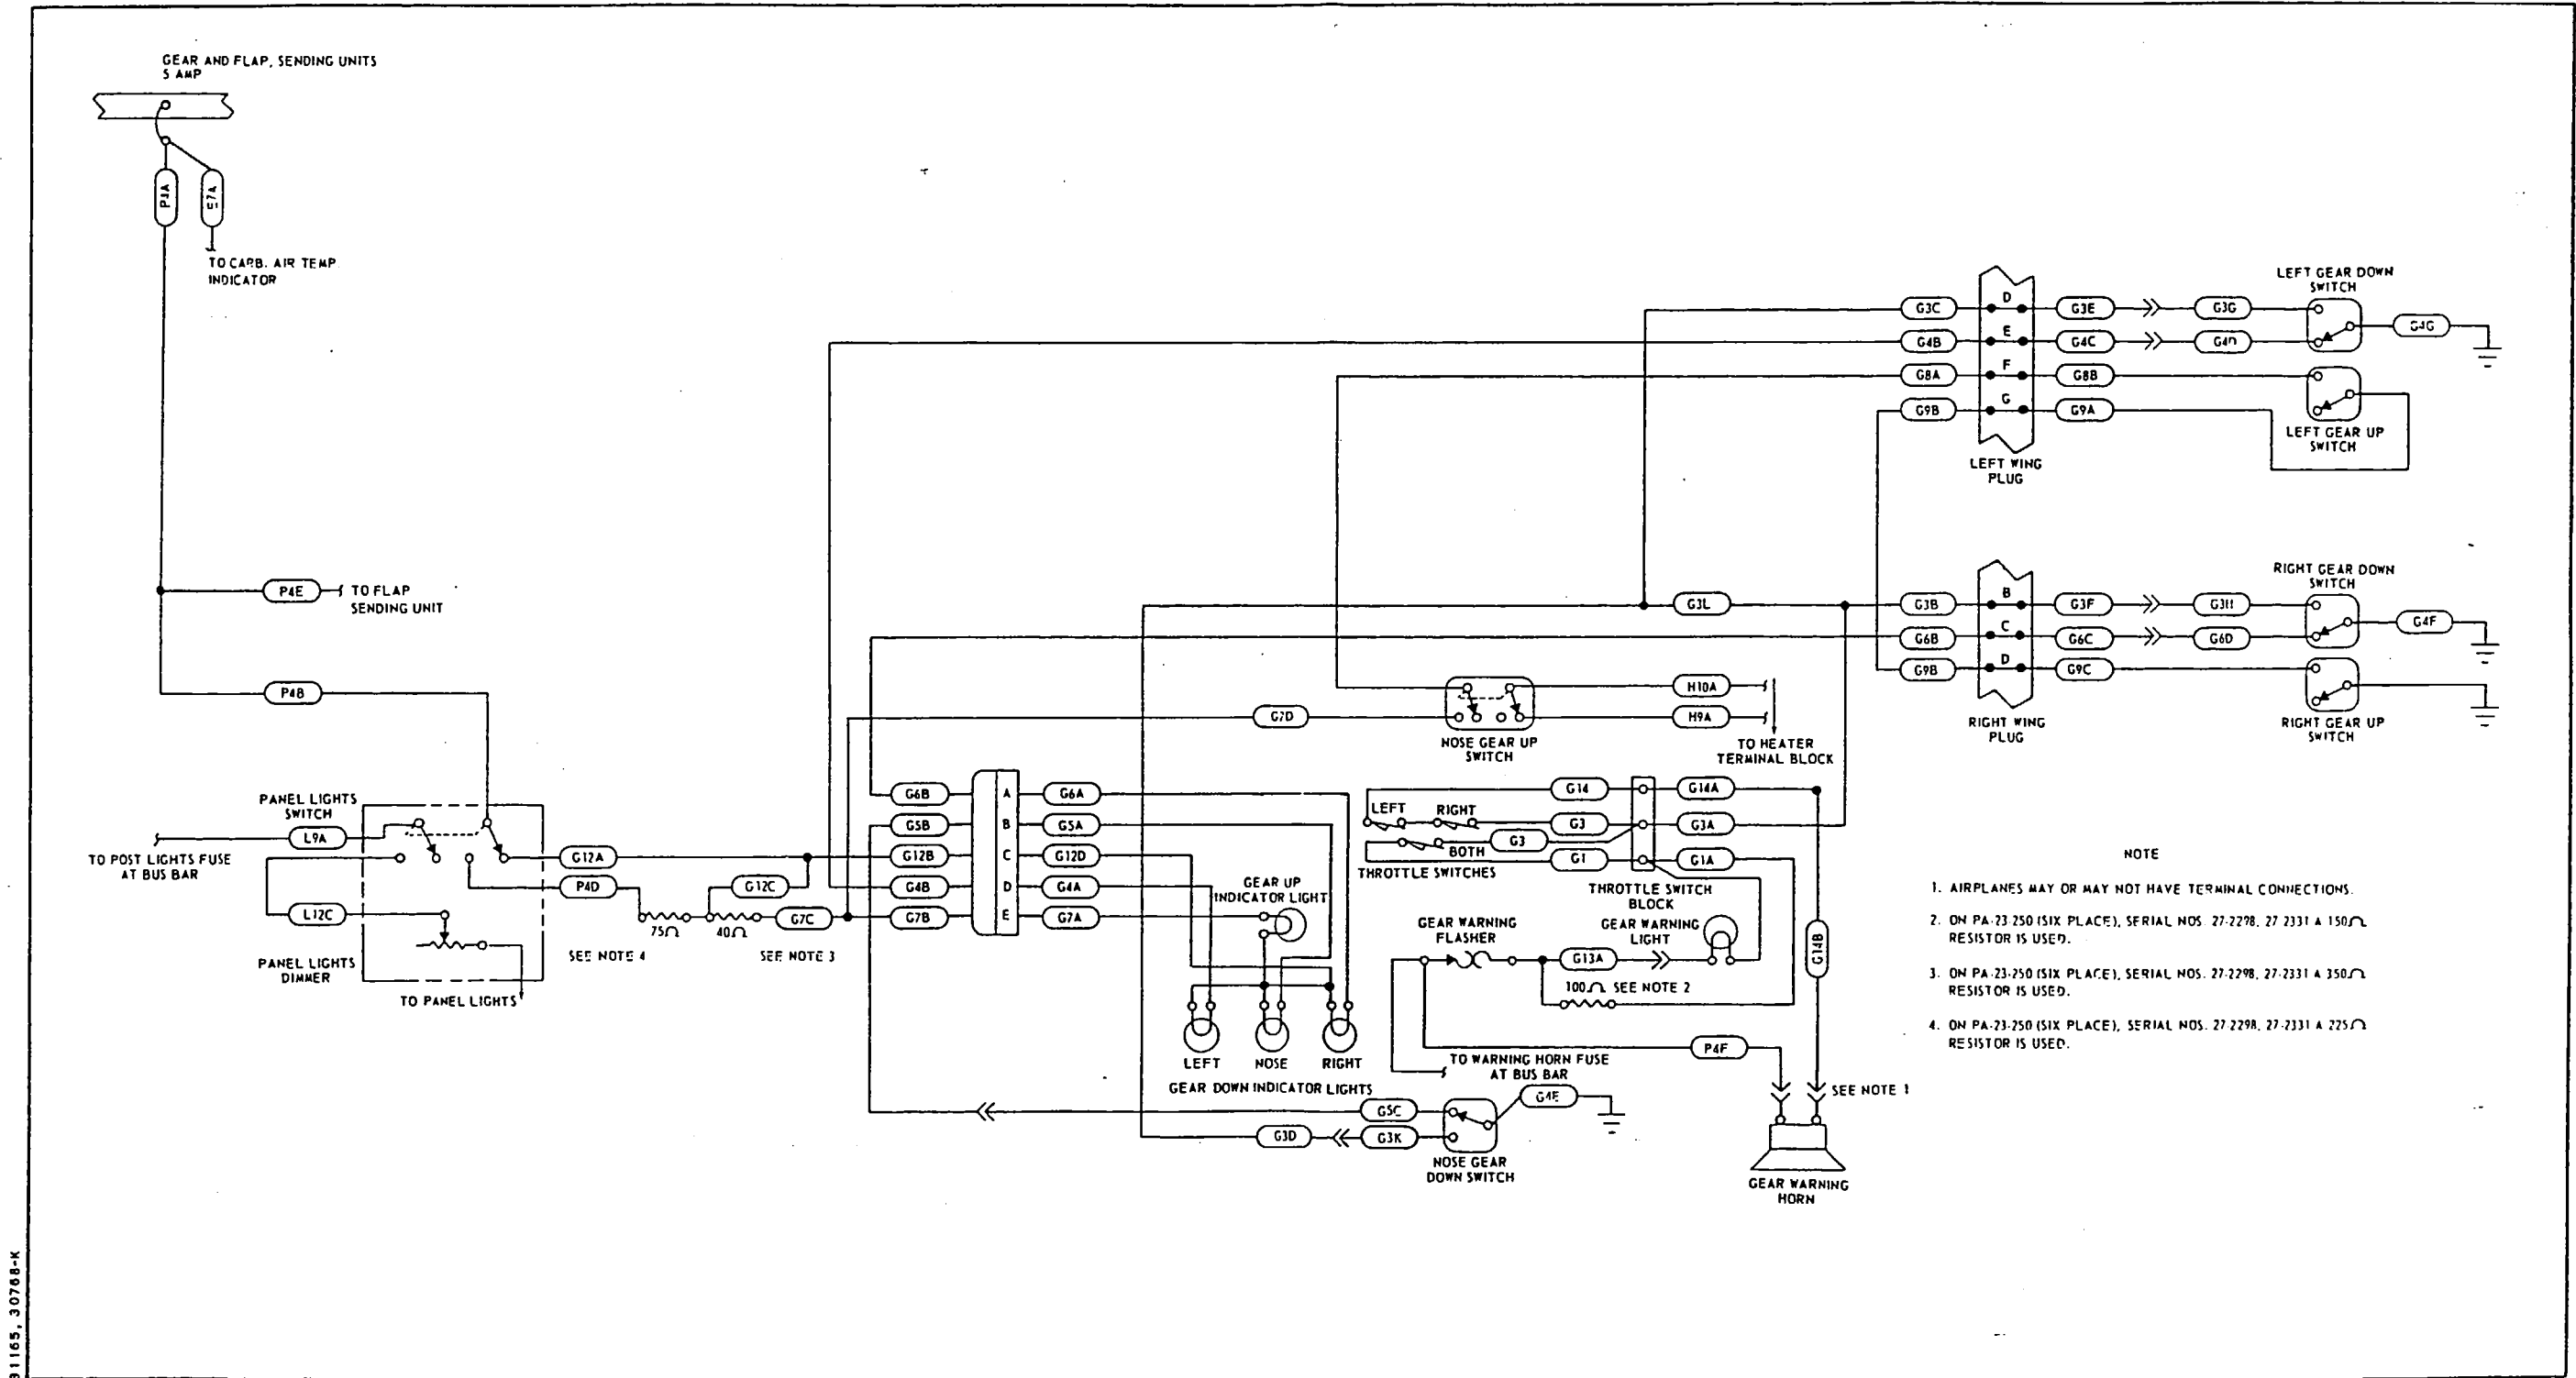 GEAR AND FLAP, SENDING UNITS
5 AMP
TO CARB. AIR TEMP.
INDICATOR
P4E
TO FLAP
SENDING UNIT
P4B
PANEL LIGHTS
SWITCH
L9A
TO POST LIGHTS FUSE
AT BUS BAR
L12C
PANEL LIGHTS
DIMMER
TO PANEL LIGHTS
G12A
P4D
G12C
G7C
75Ω
40Ω
SEE NOTE 4
SEE NOTE 3
G6B
A
G6A
G5B
B
G5A
G12B
C
G12D
G4B
D
G4A
G7B
E
G7A
GEAR UP
INDICATOR LIGHT
LEFT
NOSE
RIGHT
GEAR DOWN INDICATOR LIGHTS
G7D
NOSE GEAR UP
SWITCH
H10A
H9A
TO HEATER
TERMINAL BLOCK
LEFT
RIGHT
BOTH
THROTTLE SWITCHES
G14
G14A
G3
G3A
G3
G1
G1A
THROTTLE SWITCH
BLOCK
GEAR WARNING
FLASHER
GEAR WARNING
LIGHT
G13A
100Ω SEE NOTE 2
G14B
P4F
TO WARNING HORN FUSE
AT BUS BAR
SEE NOTE 1
G5C
G4E
G3D
G3K
NOSE GEAR
DOWN SWITCH
GEAR WARNING
HORN
G3L
G3C
D
G3E
G3G
G4B
E
G4C
G4D
G8A
F
G8B
G9B
G
G9A
LEFT WING
PLUG
LEFT GEAR DOWN
SWITCH
G4G
LEFT GEAR UP
SWITCH
G3B
B
G3F
G3H
G6B
C
G6C
G6D
G9B
D
G9C
RIGHT WING
PLUG
RIGHT GEAR DOWN
SWITCH
G4F
RIGHT GEAR UP
SWITCH
NOTE
1. AIRPLANES MAY OR MAY NOT HAVE TERMINAL CONNECTIONS.
2. ON PA-23-250 (SIX PLACE), SERIAL NOS. 27-2298, 27-2331 A 150Ω
RESISTOR IS USED.
3. ON PA-23-250 (SIX PLACE), SERIAL NOS. 27-2298, 27-2331 A 350Ω
RESISTOR IS USED.
4. ON PA-23-250 (SIX PLACE), SERIAL NOS. 27-2298, 27-2331 A 225Ω
RESISTOR IS USED.
30768-K